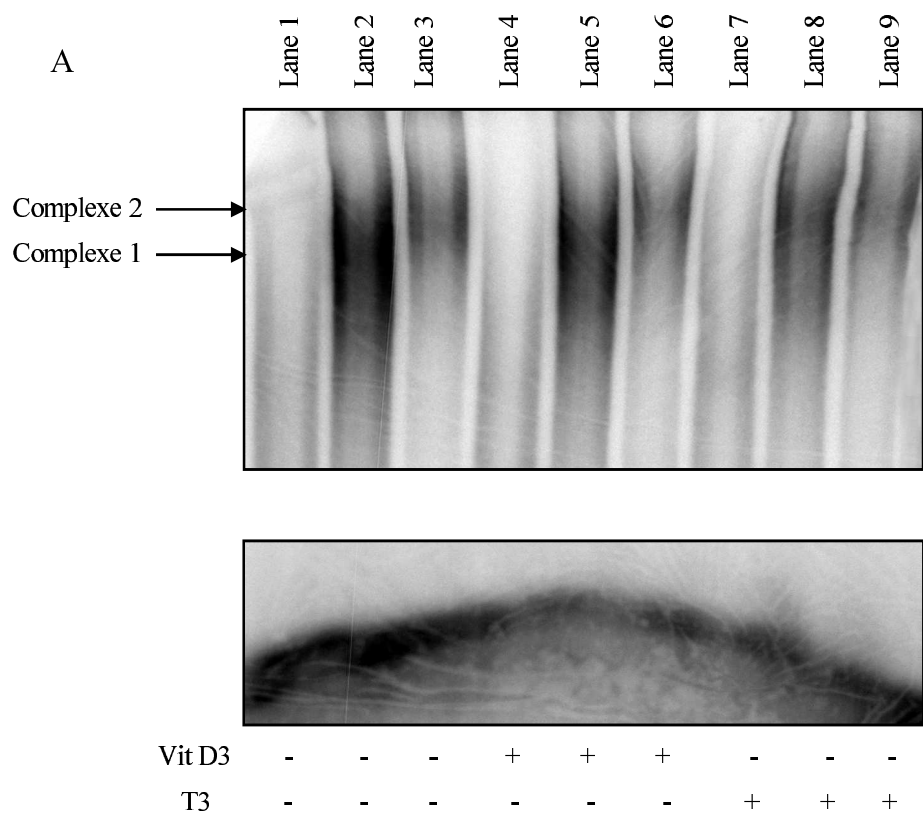 A
Lane 1 Lane 2 Lane 3 Lane 4 Lane 5 Lane 6 Lane 7 Lane 8 Lane 9
Complexe 2
Complexe 1
Vit D3 - - - + + + - - -
T3 - - - - - - + + +